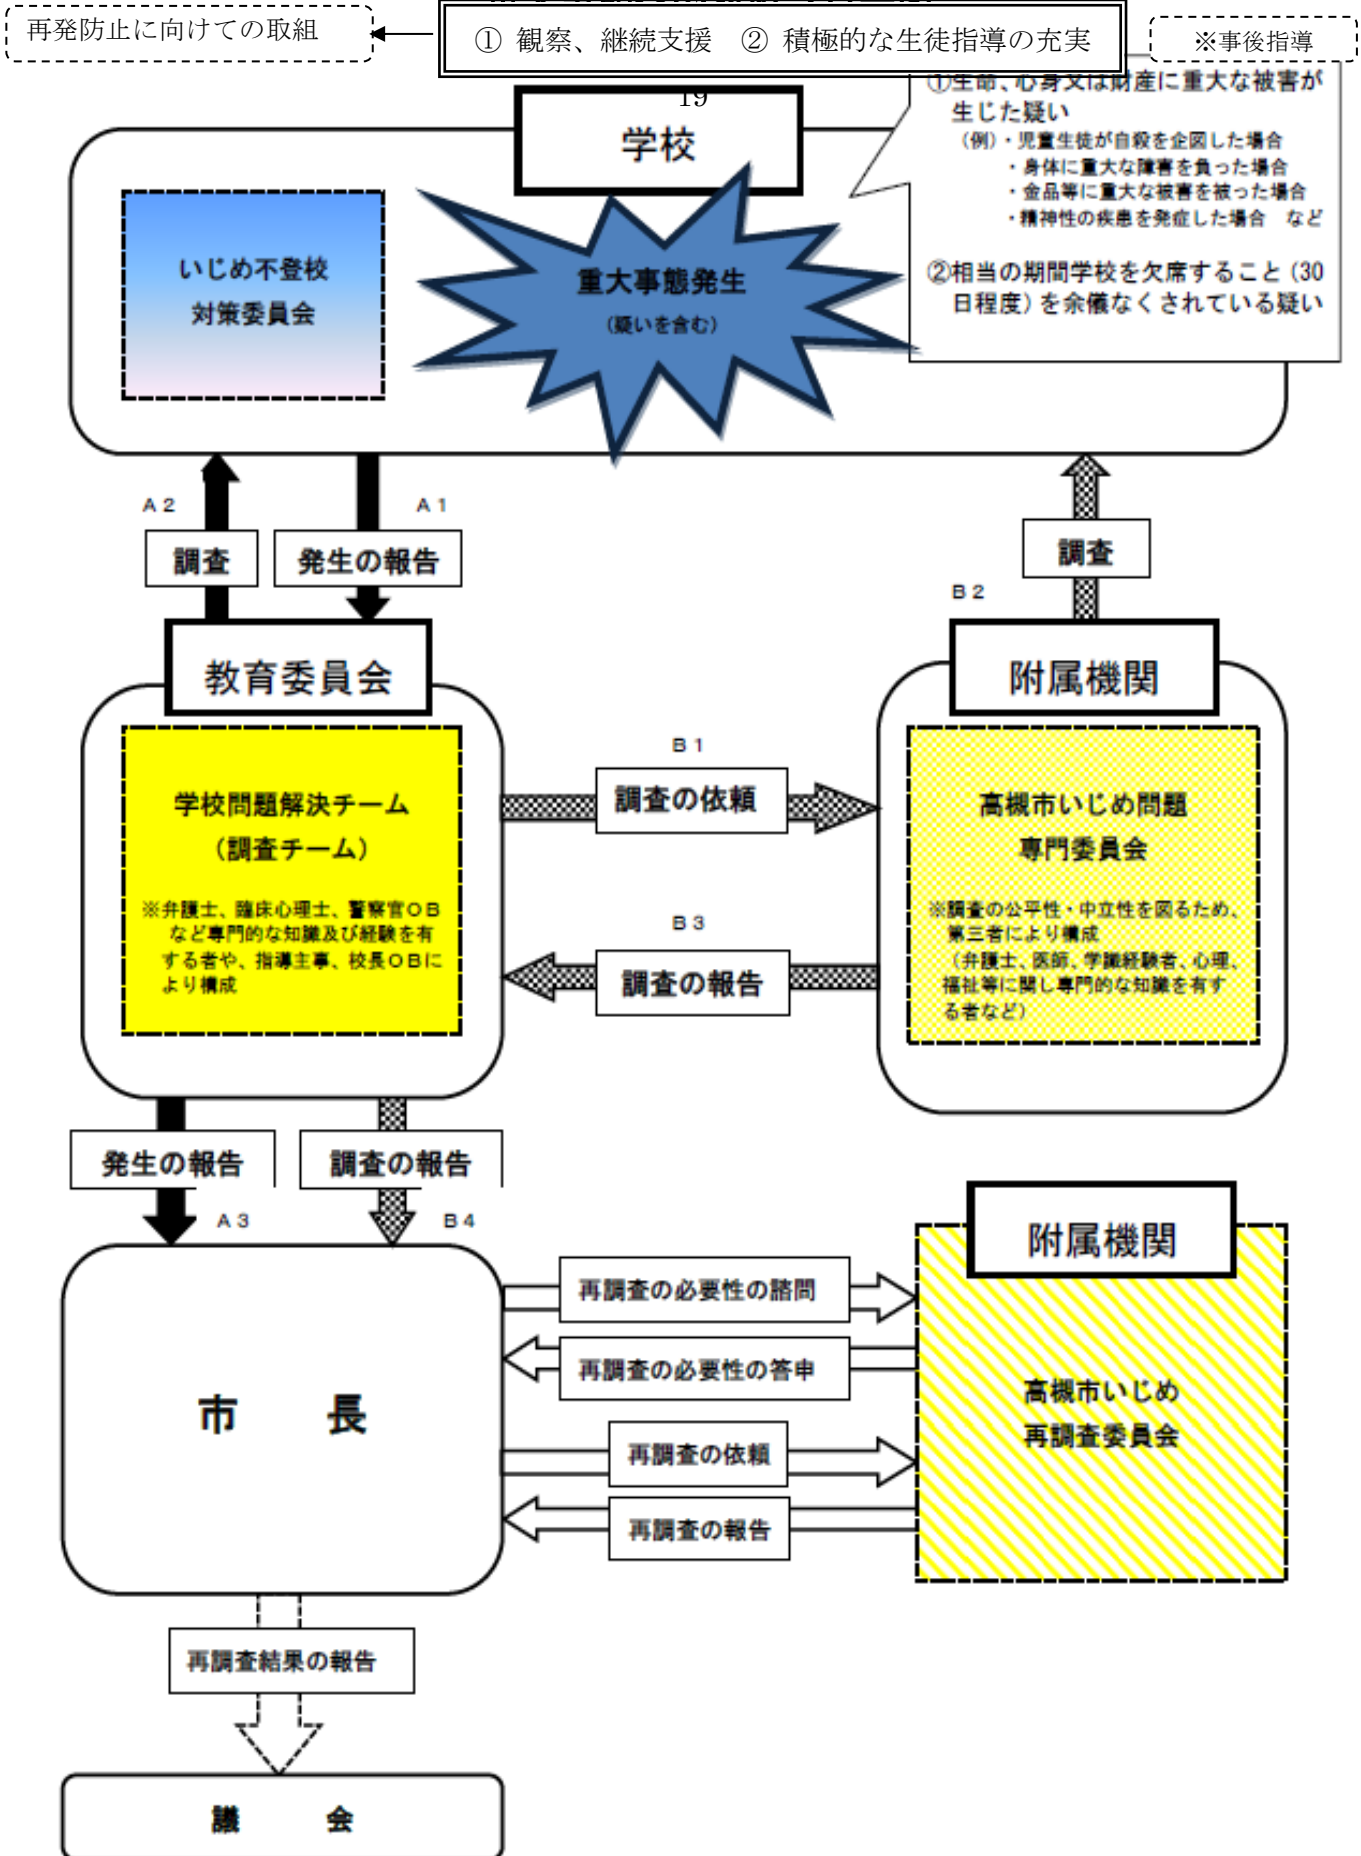 再発防止に向けての取組
① 観察、継続支援　② 積極的な生徒指導の充実
※事後指導
19
学校
①生命、心身又は財産に重大な被害が
生じた疑い
（例）・児童生徒が自殺を企図した場合
・身体に重大な障害を負った場合
・金品等に重大な被害を被った場合
・精神性の疾患を発症した場合　など
②相当の期間学校を欠席すること（30
日程度）を余儀なくされている疑い
いじめ不登校
対策委員会
重大事態発生
（疑いを含む）
A 2
A 1
調査
発生の報告
調査
B 2
教育委員会
附属機関
学校問題解決チーム
（調査チーム）
※弁護士、臨床心理士、警察官OB
など専門的な知識及び経験を有
する者や、指導主事、校長OBに
より構成
B 1
調査の依頼
B 3
調査の報告
高槻市いじめ問題
専門委員会
※調査の公平性・中立性を図るため、
第三者により構成
（弁護士、医師、学識経験者、心理、
福祉等に関し専門的な知識を有す
る者など）
発生の報告
調査の報告
A 3
B 4
附属機関
市　長
再調査の必要性の諮問
再調査の必要性の答申
再調査の依頼
再調査の報告
高槻市いじめ
再調査委員会
再調査結果の報告
議　会